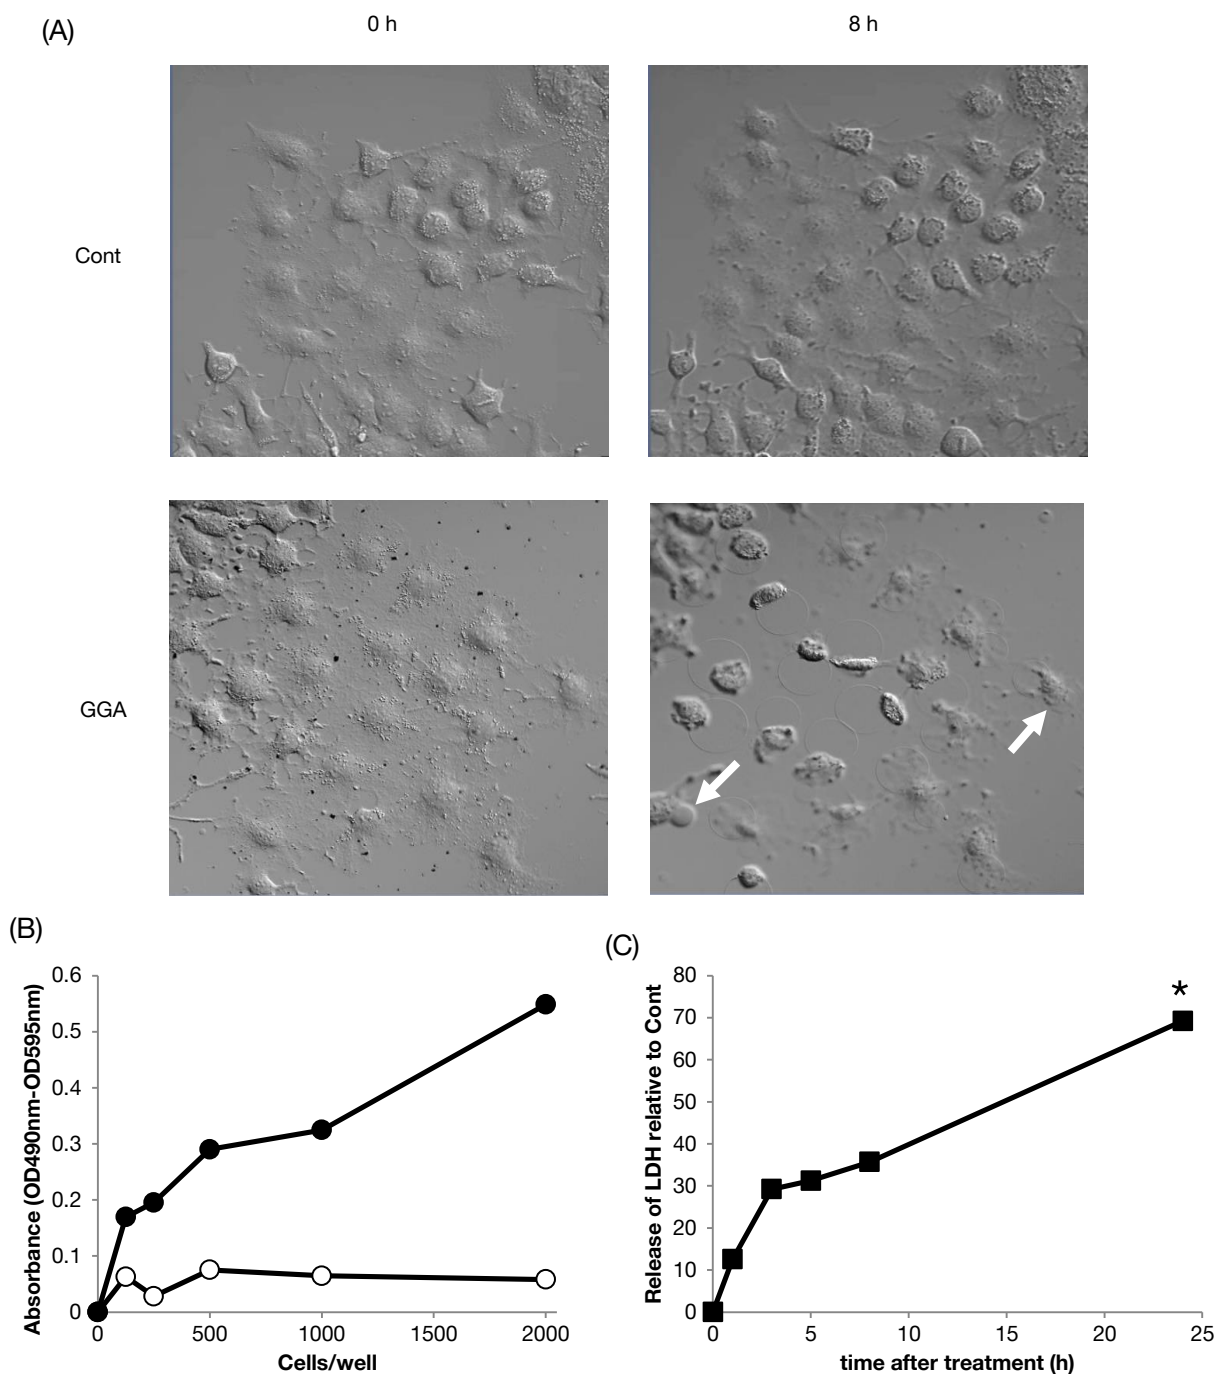 (A)
0 h
8 h
Cont
GGA
(B)
Absorbance (OD490nm-OD595nm)
0.6
0.5
0.4
0.3
0.2
0.1
0
0
500
1000
1500
2000
Cells/well
(C)
Release of LDH relative to Cont
80
70
60
50
40
30
20
10
0
*
0
5
10
15
20
25
time after treatment (h)